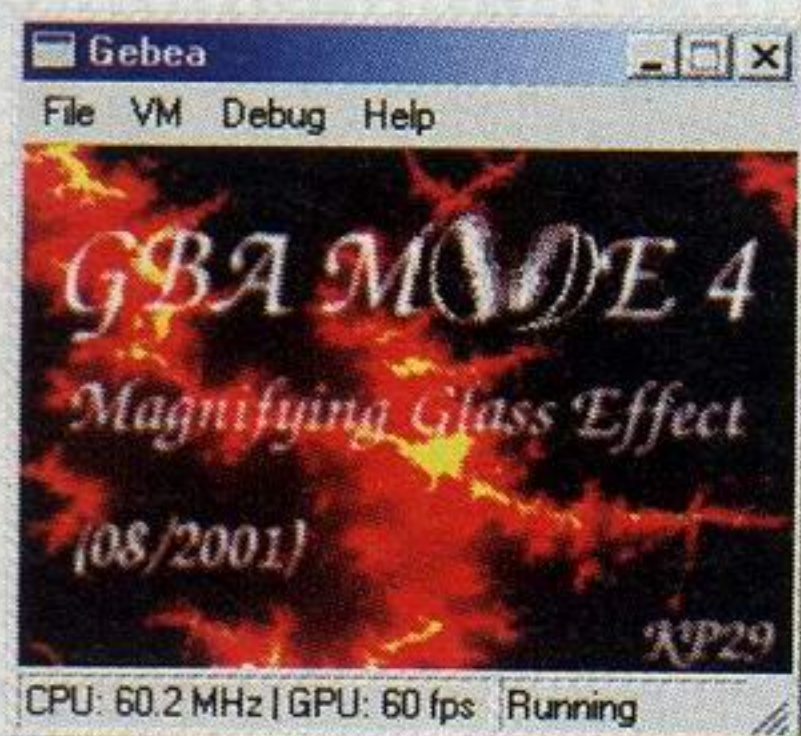 Gebea
File VM Debug Help
GBA MODE 4
Magnifying Glass Effect
(08/2001)
KP29
CPU: 60.2 MHz | GPU: 60 fps Running